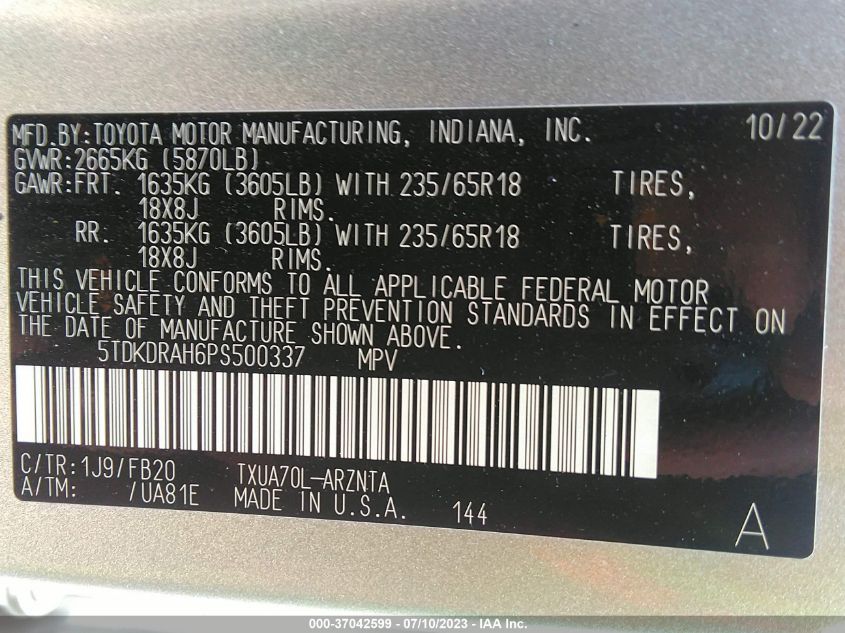 MFD.BY:TOYOTA MOTOR MANUFACTURING, INDIANA, INC. 10/22
GVWR:2665KG (5870LB)
GAWR:FRT. 1635KG (3605LB) WITH 235/65R18 TIRES,
18X8J RIMS.
RR. 1635KG (3605LB) WITH 235/65R18 TIRES,
18X8J RIMS.
THIS VEHICLE CONFORMS TO ALL APPLICABLE FEDERAL MOTOR
VEHICLE SAFETY AND THEFT PREVENTION STANDARDS IN EFFECT ON
THE DATE OF MANUFACTURE SHOWN ABOVE.
5TDKDRAH6PS500337 MPV
C/TR:1J9/FB20 TXUA70L-ARZNTA
A/TM: /UA81E MADE IN U.S.A. 144 A
000-37042599 - 07/10/2023 - IAA Inc.